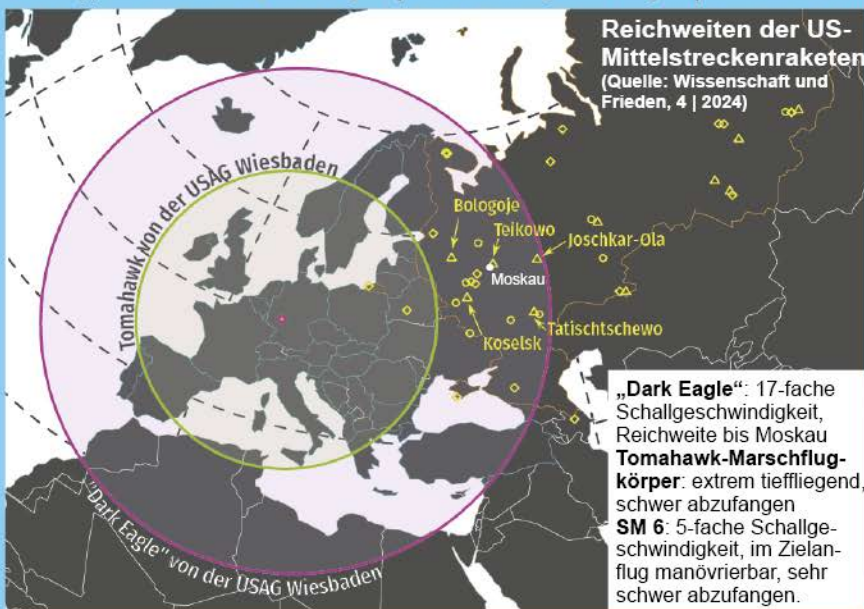 Reichweiten der US-
Mittelstreckenraketen
(Quelle: Wissenschaft und
Frieden, 4 | 2024)
Tomahawk von der USAG Wiesbaden
Bologoje
Teikowo
Joschkar-Ola
Moskau
Koselsk
Tatischtschewo
"Dark Eagle" von der USAG Wiesbaden
„Dark Eagle“: 17-fache
Schallgeschwindigkeit,
Reichweite bis Moskau
Tomahawk-Marschflug-
körper: extrem tieffliegend,
schwer abzufangen
SM 6: 5-fache Schallge-
schwindigkeit, im Zielan-
flug manövrierbar, sehr
schwer abzufangen.